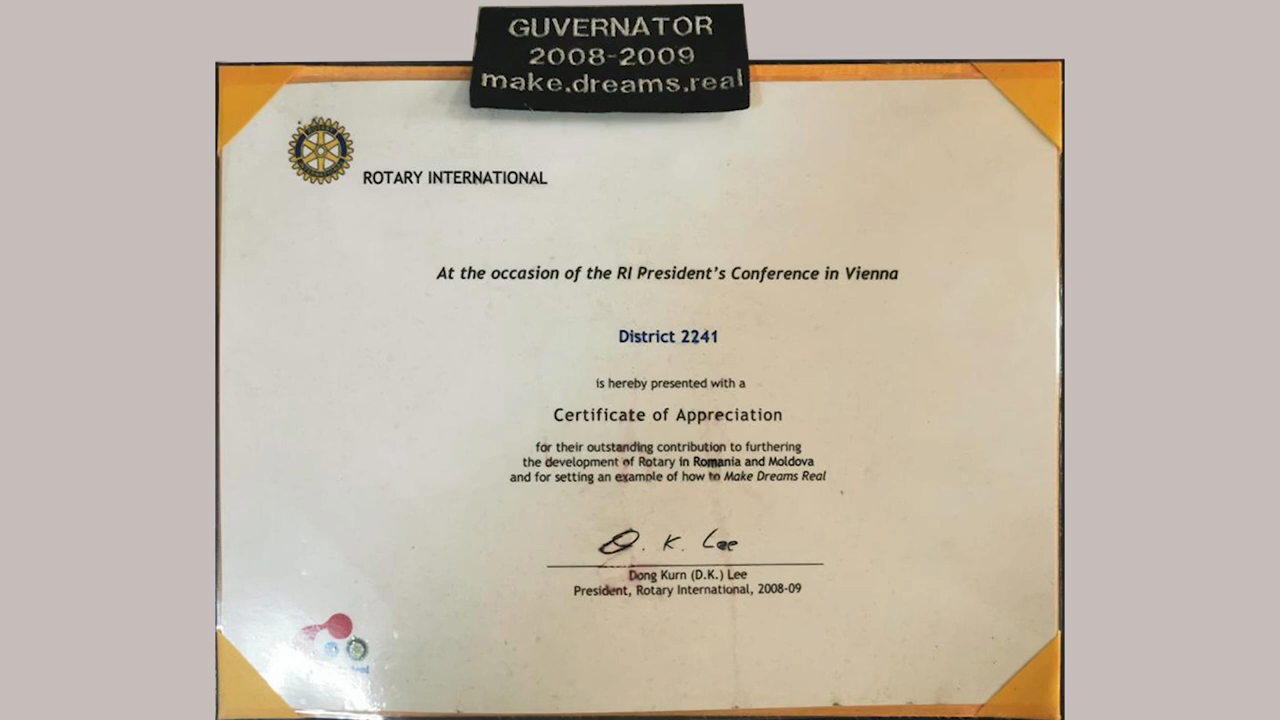 GUVERNATOR
2008-2009
make.dreams.real
ROTARY INTERNATIONAL
At the occasion of the RI President's Conference in Vienna
District 2241
is hereby presented with a
Certificate of Appreciation
for their outstanding contribution to furthering
the development of Rotary in Romania and Moldova
and for setting an example of how to Make Dreams Real
D. K. Lee
Dong Kurn (D.K.) Lee
President, Rotary International, 2008-09